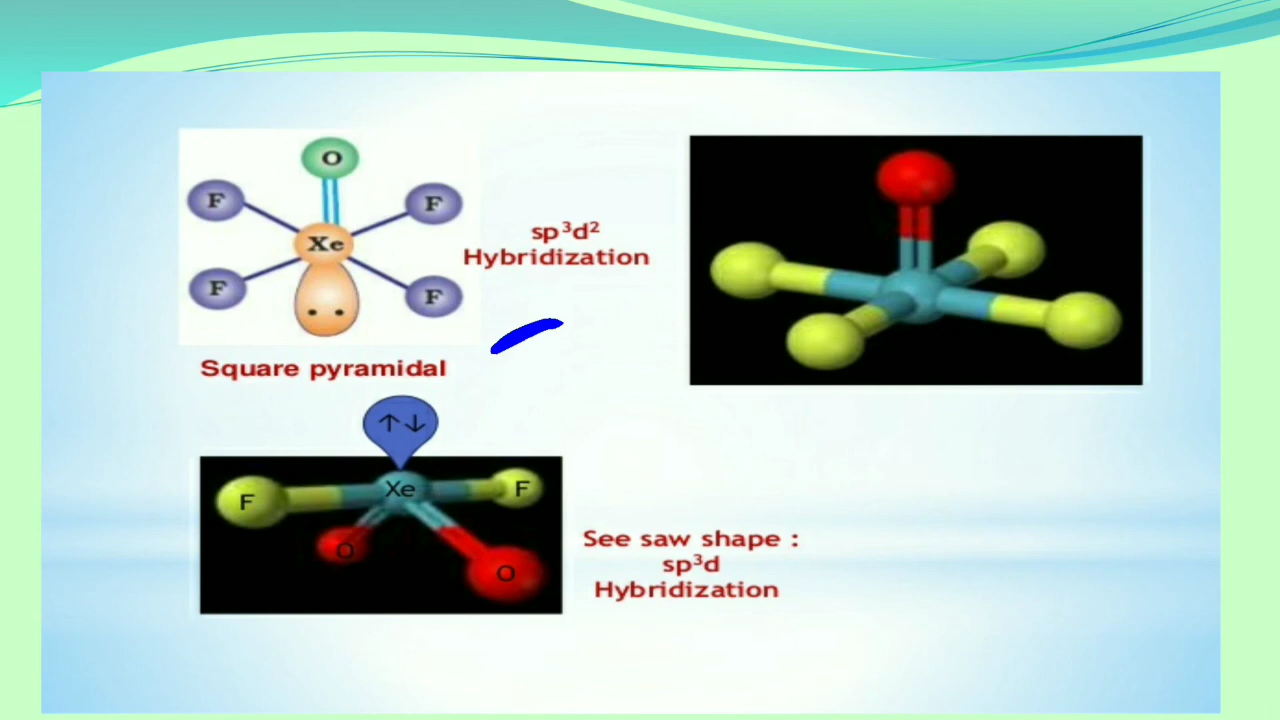 O
F
F
Xe
F
F
sp³d²
Hybridization
Square pyramidal
↑↓
F
Xe
F
O
O
See saw shape :
sp³d
Hybridization